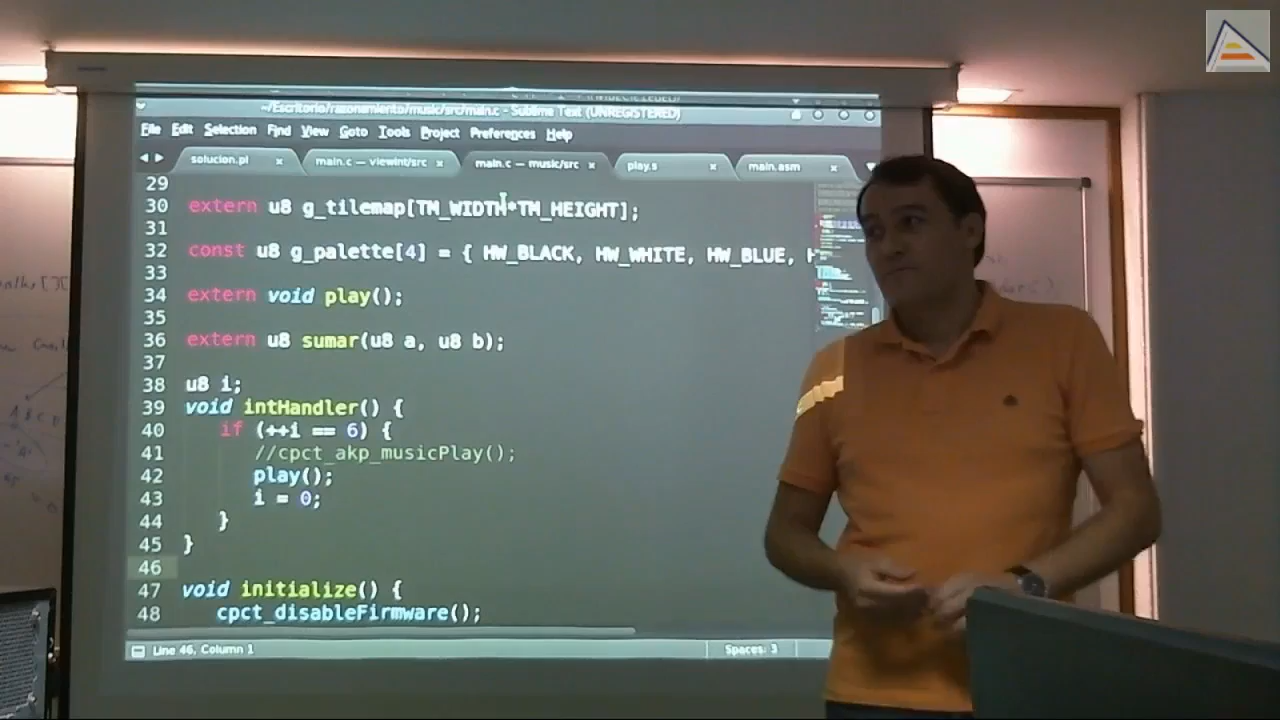 ~/Escritorio/razonamiento/music/src/main.c - Sublime Text (UNREGISTERED)
File Edit Selection Find View Goto Tools Project Preferences Help
solucion.pl × main.c — viewint/src × main.c — music/src × play.s × main.asm ×
29
30 extern u8 g_tilemap[TM_WIDTH*TM_HEIGHT];
31
32 const u8 g_palette[4] = { HW_BLACK, HW_WHITE, HW_BLUE, H
33
34 extern void play();
35
36 extern u8 sumar(u8 a, u8 b);
37
38 u8 i;
39 void intHandler() {
40 if (++i == 6) {
41 //cpct_akp_musicPlay();
42 play();
43 i = 0;
44 }
45 }
46
47 void initialize() {
48 cpct_disableFirmware();
Line 46, Column 1 Spaces: 3